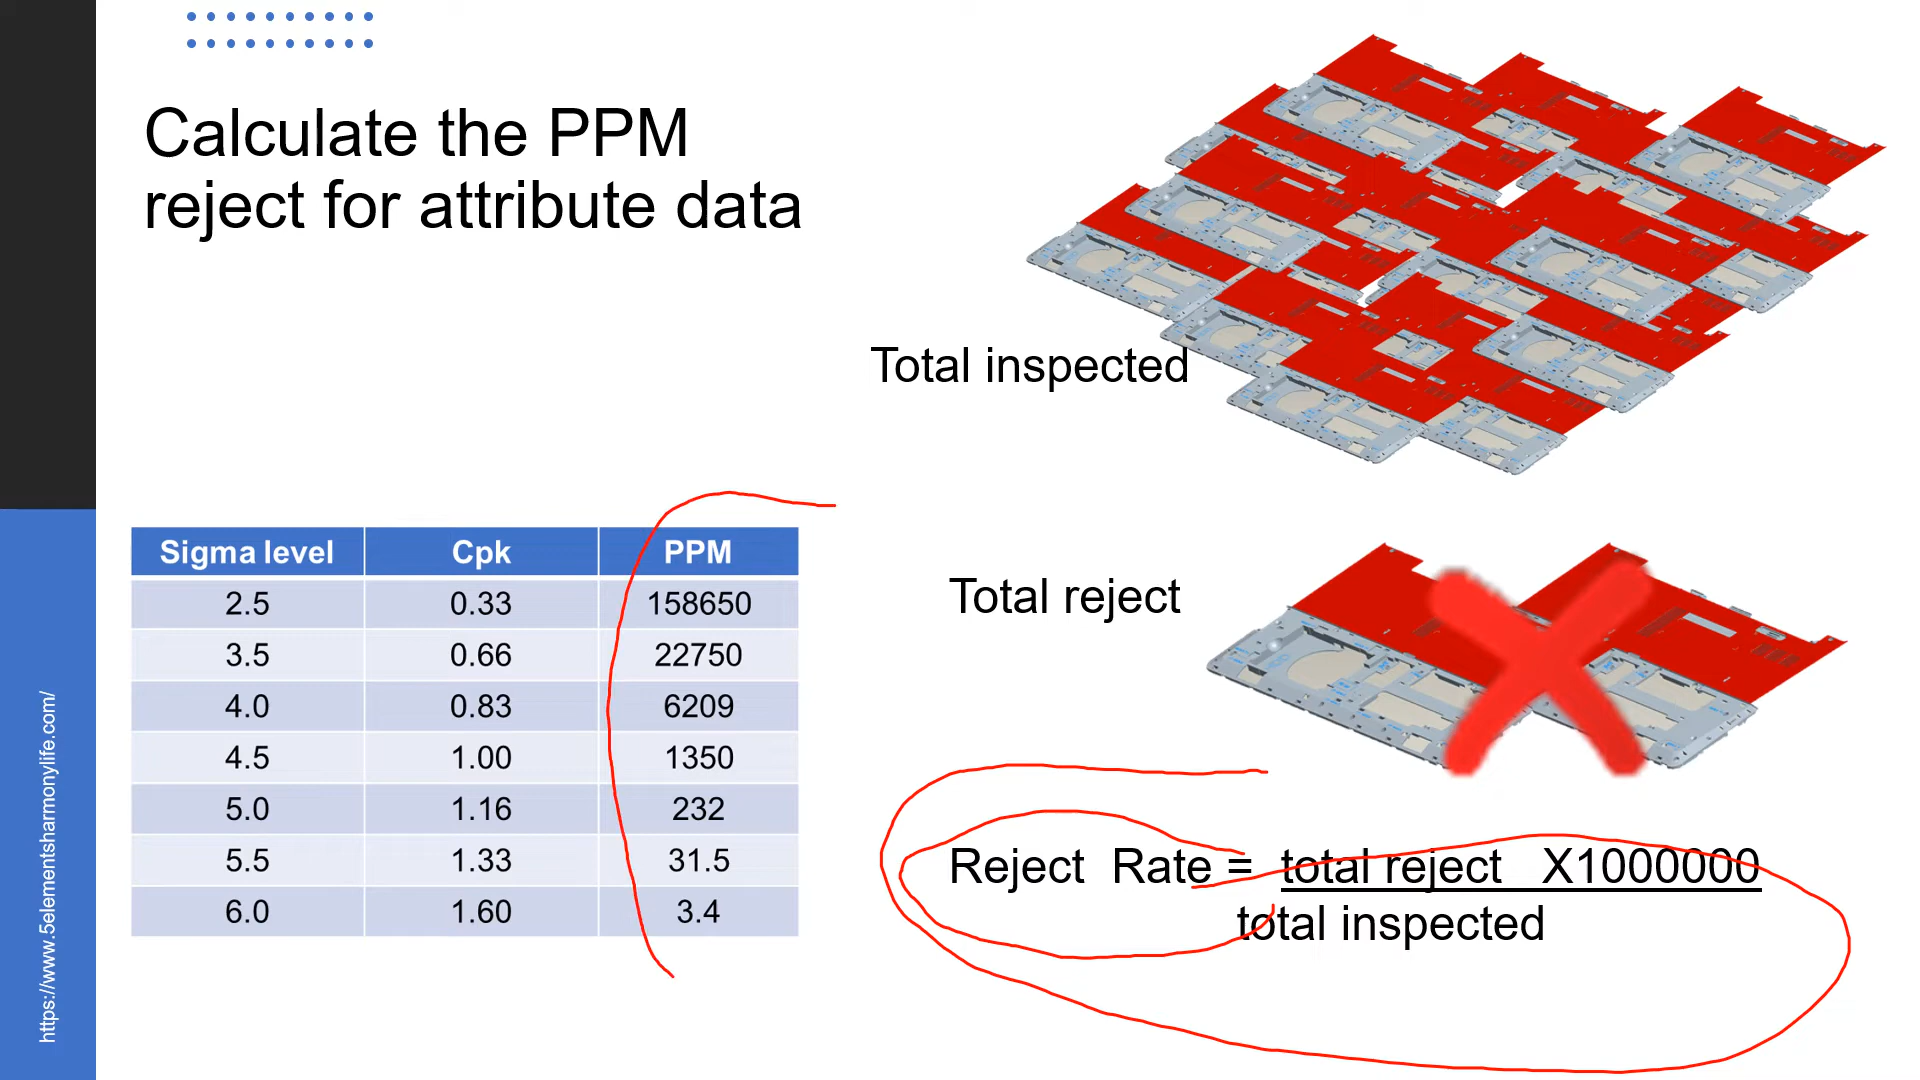 Calculate the PPM
reject for attribute data
Total inspected
Sigma level Cpk PPM
2.5 0.33 158650
3.5 0.66 22750
4.0 0.83 6209
4.5 1.00 1350
5.0 1.16 232
5.5 1.33 31.5
6.0 1.60 3.4
Total reject
Reject Rate = total reject X1000000
total inspected
https://www.5elementsharmonylife.com/